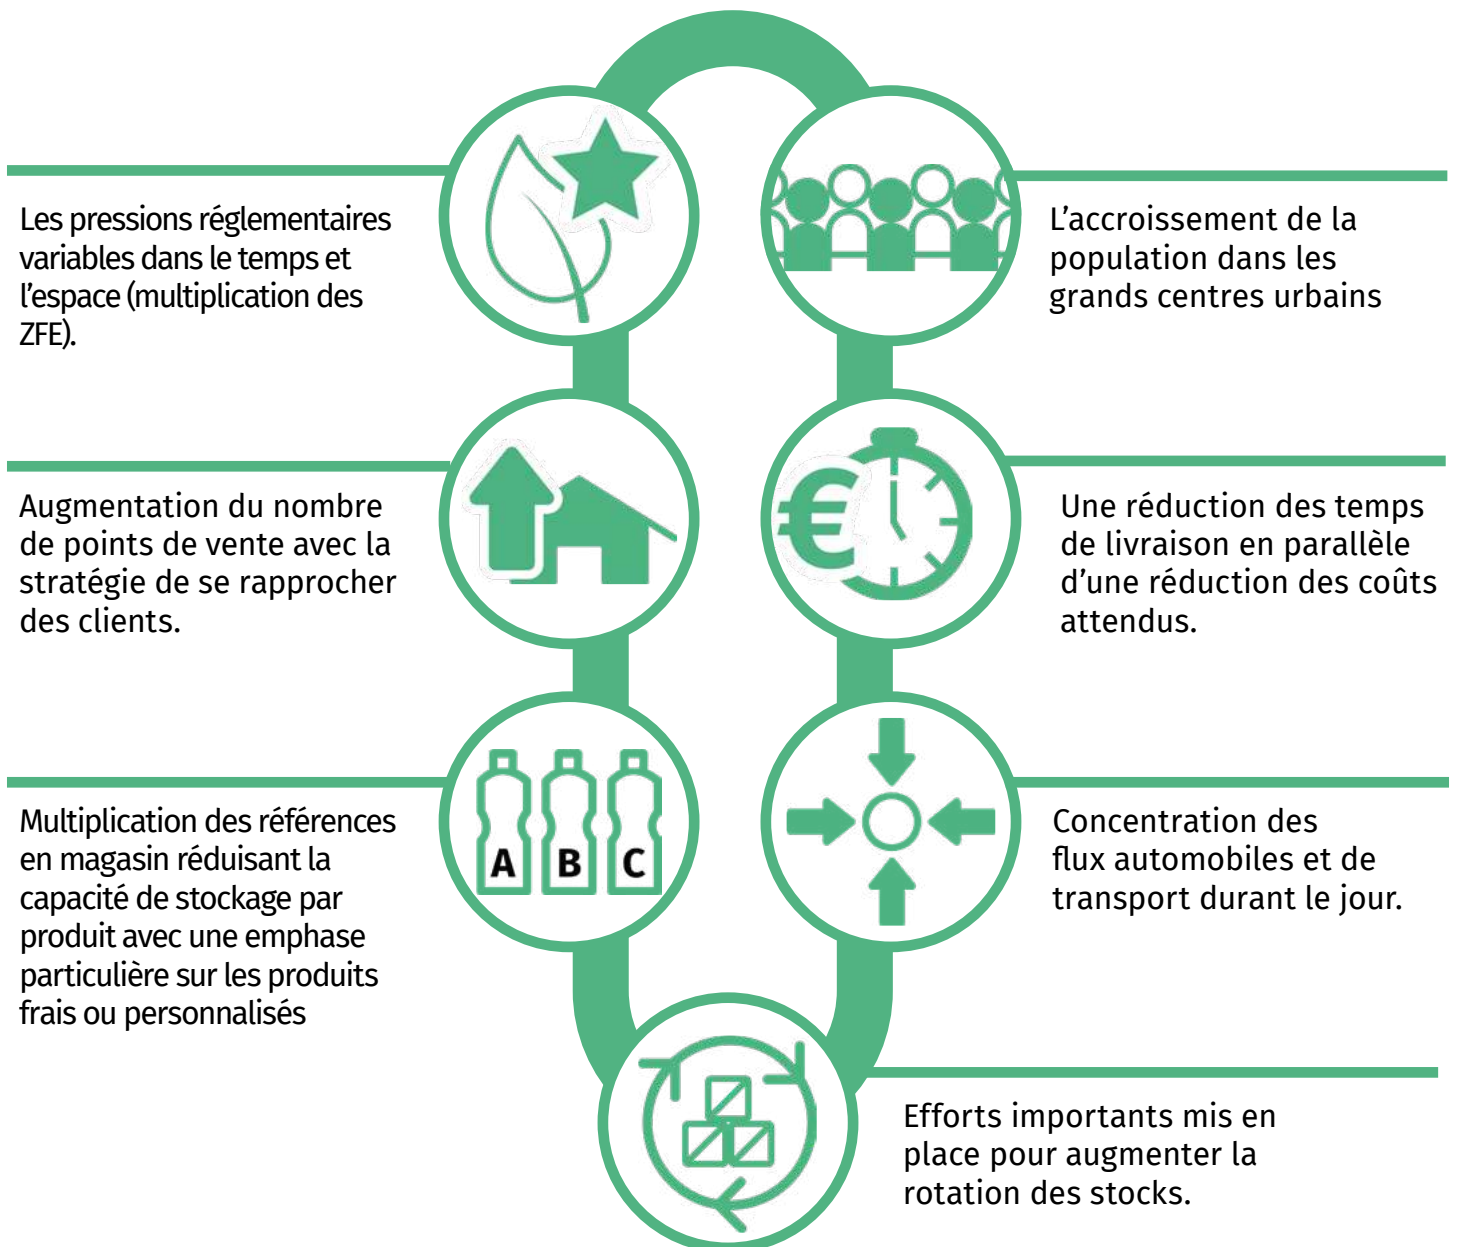 Les pressions réglementaires
variables dans le temps et
l'espace (multiplication des
ZFE).
L'accroissement de la
population dans les
grands centres urbains
Augmentation du nombre
de points de vente avec la
stratégie de se rapprocher
des clients.
€
Une réduction des temps
de livraison en parallèle
d'une réduction des coûts
attendus.
Multiplication des références
en magasin réduisant la
capacité de stockage par
produit avec une emphase
particulière sur les produits
frais ou personnalisés
A B C
Concentration des
flux automobiles et de
transport durant le jour.
Efforts importants mis en
place pour augmenter la
rotation des stocks.